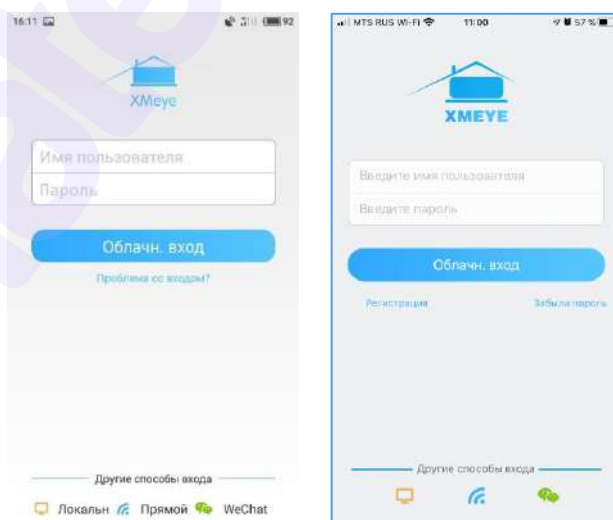 16:11
92
XMeye
Имя пользователя
Пароль
Облачн. вход
Проблема со входом?
Другие способы входа
Локальн Прямой WeChat
MTS RUS Wi-Fi 11:00 57 %
XMEYE
Введите имя пользователя
Введите пароль
Облачн. вход
Регистрация Забыли пароль
Другие способы входа